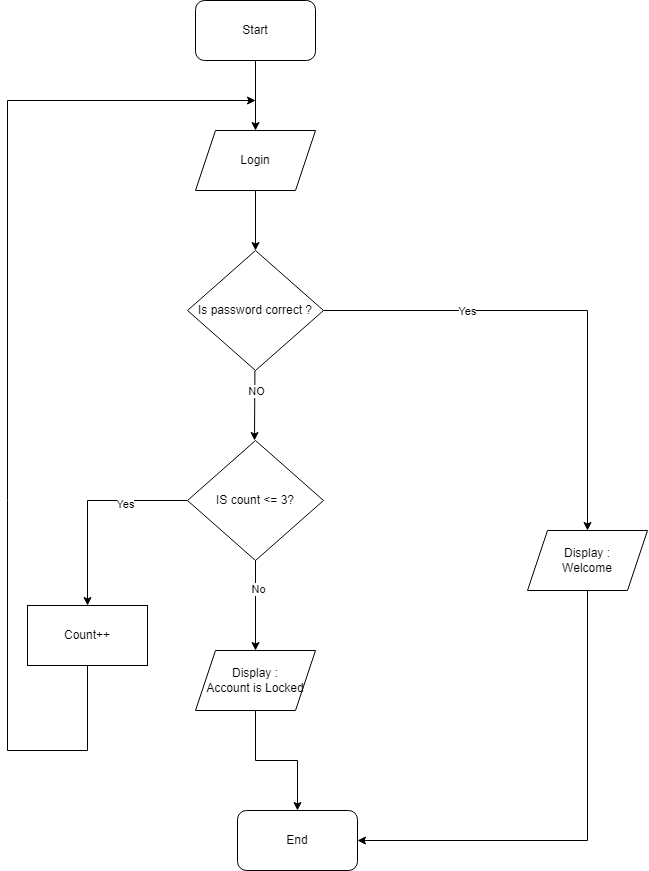 Start
Login
Is password correct ?
Yes
NO
IS count <= 3?
Yes
No
Display :
Welcome
Count++
Display :
Account is Locked
End